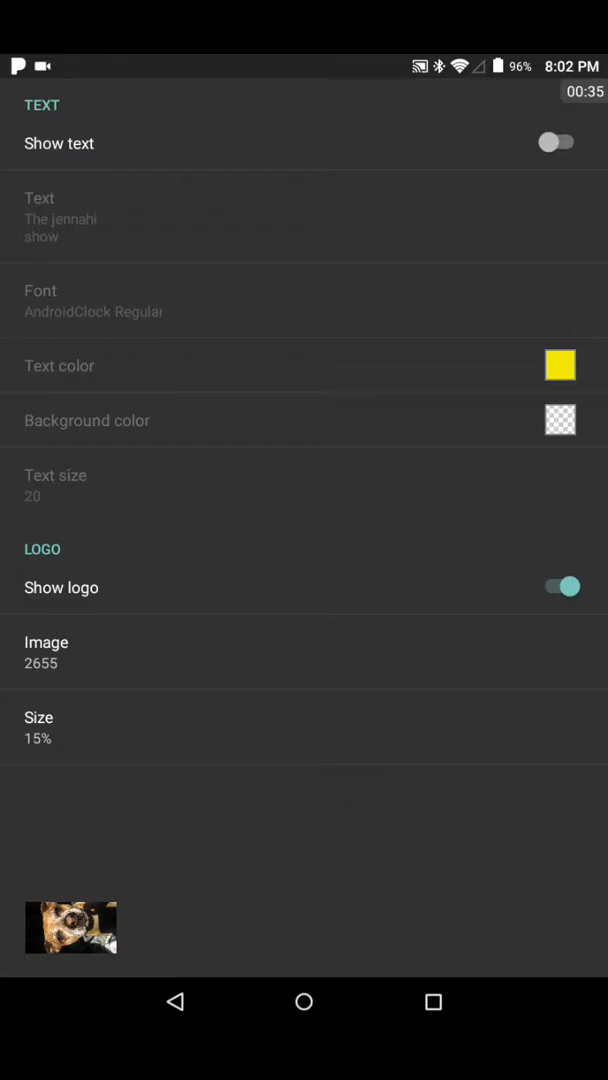 96% 8:02 PM
00:35
TEXT
Show text
Text
The jennahi
show
Font
AndroidClock Regular
Text color
Background color
Text size
20
LOGO
Show logo
Image
2655
Size
15%